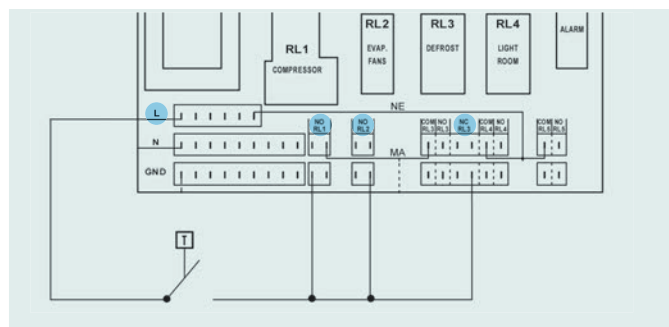 RL1
COMPRESSOR
RL2
EVAP.
FANS
RL3
DEFROST
RL4
LIGHT
ROOM
ALARM
L
NE
NO
RL1
NO
RL2
COM
RL3
NO
RL3
NC
RL3
COM
RL4
NO
RL4
COM
RL5
NO
RL5
N
MA
GND
T